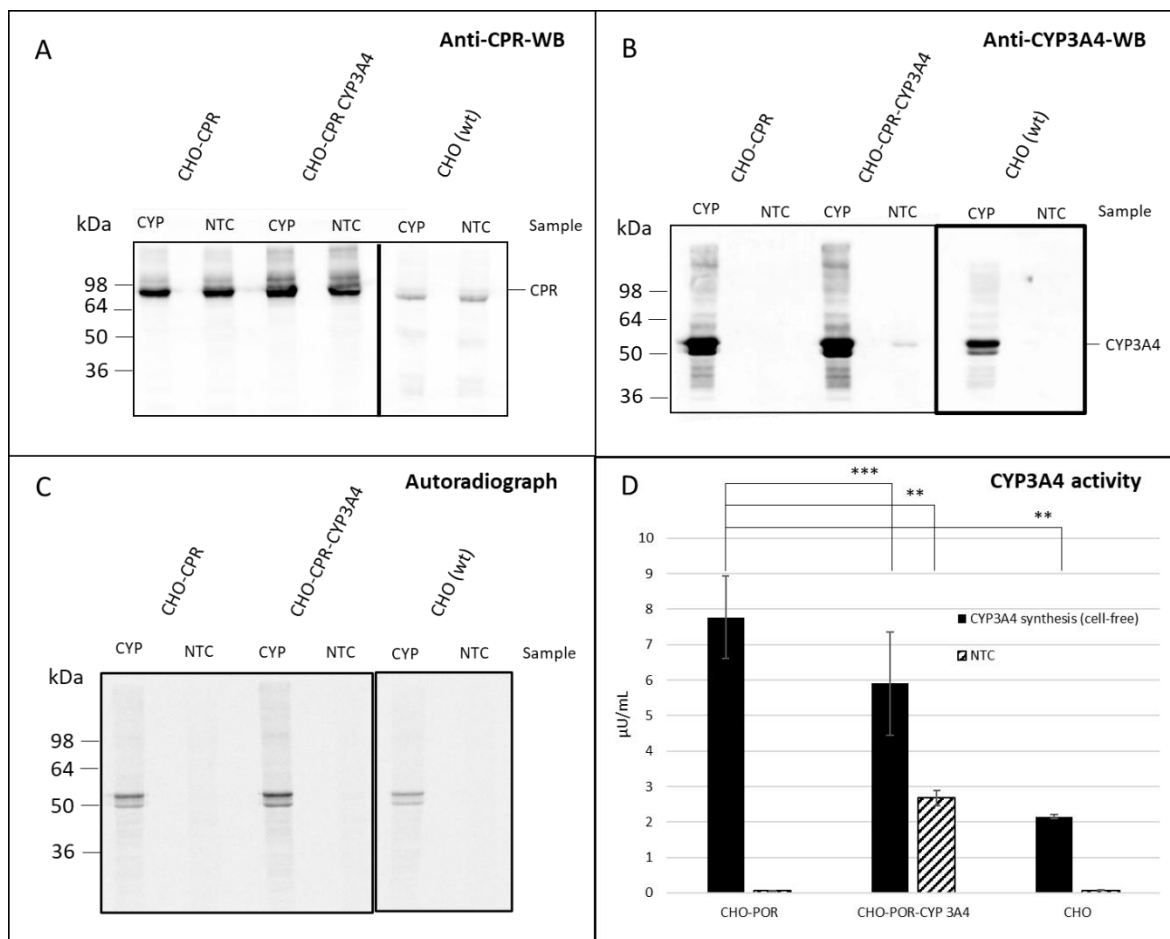 A
Anti-CPR-WB
CHO-CPR
CHO-CPR CYP3A4
CHO (wt)
kDa
CYP NTC CYP NTC CYP NTC Sample
98
64
50
36
CPR
B
Anti-CYP3A4-WB
CHO-CPR
CHO-CPR-CYP3A4
CHO (wt)
kDa
CYP NTC CYP NTC CYP NTC Sample
98
64
50
36
CYP3A4
C
Autoradiograph
CHO-CPR
CHO-CPR-CYP3A4
CHO (wt)
kDa
CYP NTC CYP NTC CYP NTC Sample
98
64
50
36
D
CYP3A4 activity
***
**
**
10
9
8
7
6
5
4
3
2
1
0
µU/mL
CYP3A4 synthesis (cell-free)
NTC
CHO-POR CHO-POR-CYP 3A4 CHO